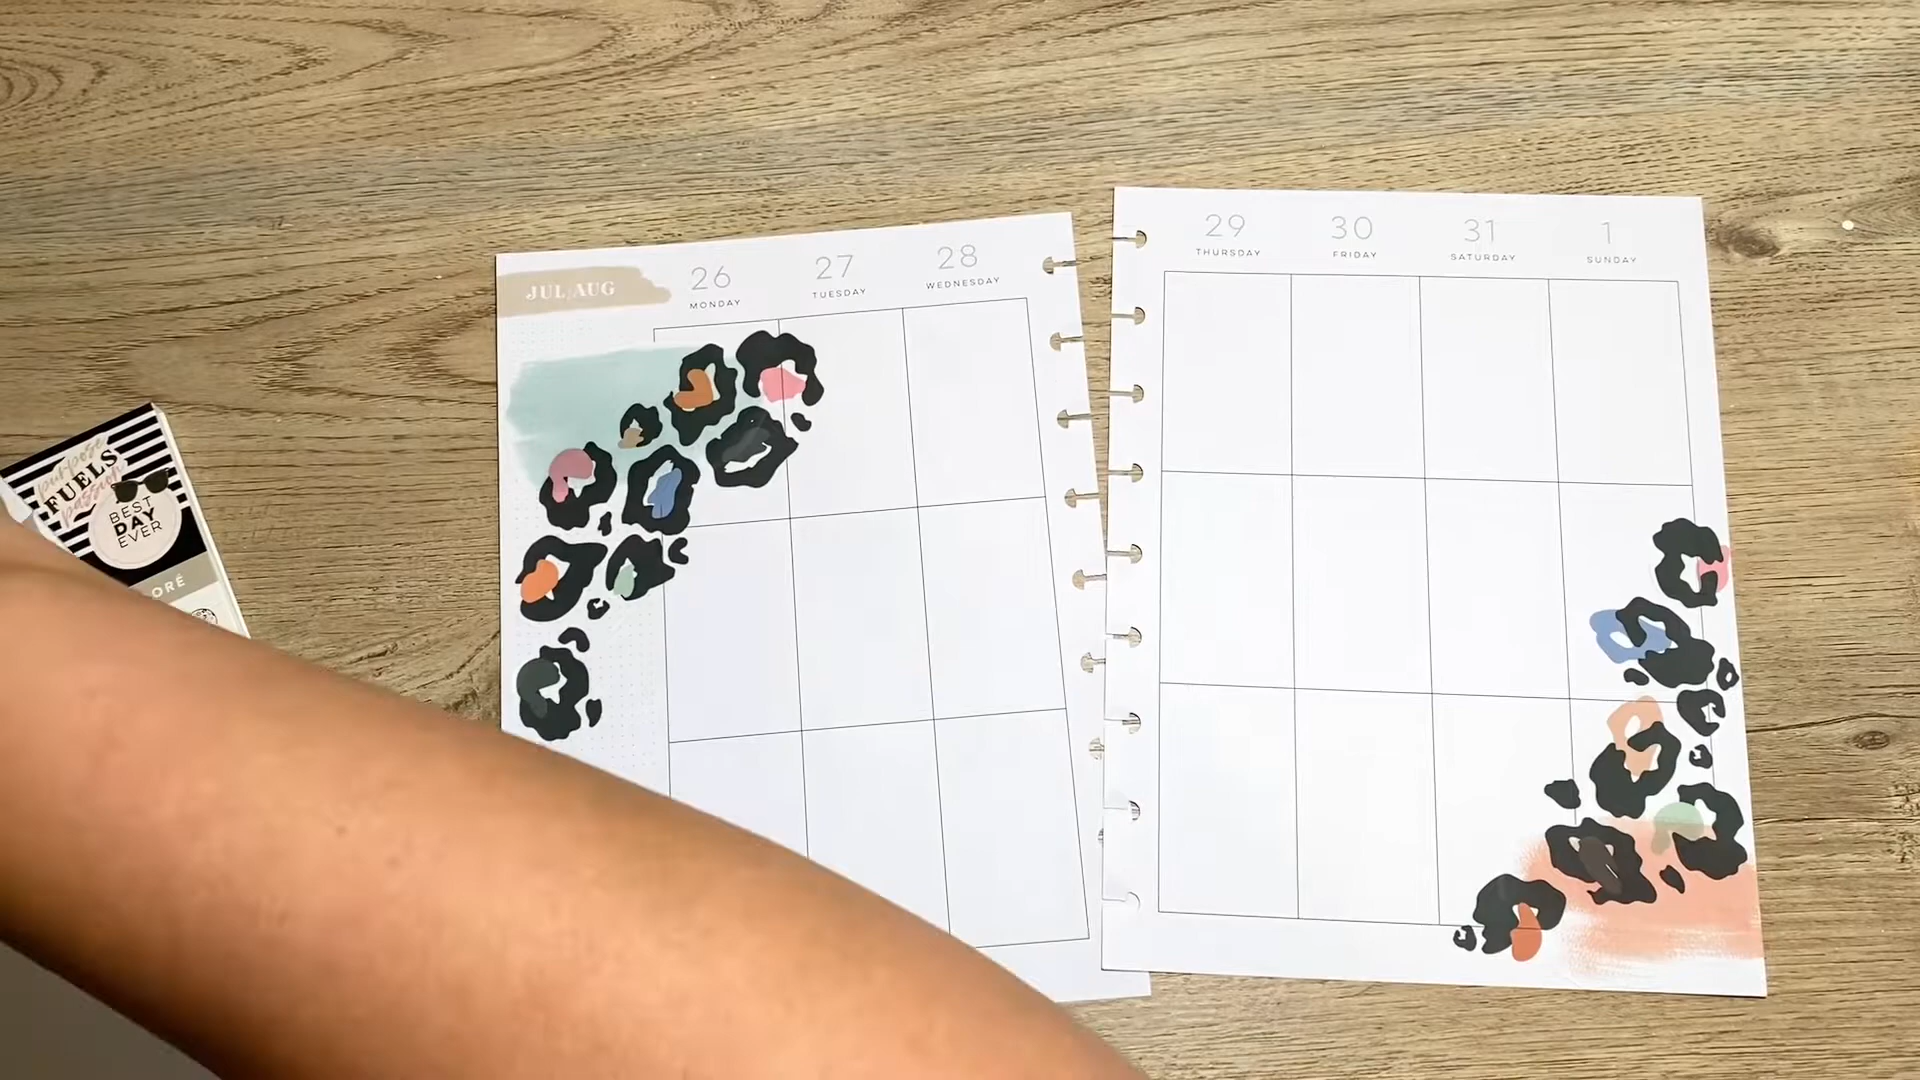 JUL/AUG
26
MONDAY
27
TUESDAY
28
WEDNESDAY
29
THURSDAY
30
FRIDAY
31
SATURDAY
1
SUNDAY
purpose
FUELS
passion
BEST
DAY
EVER
ORÉ